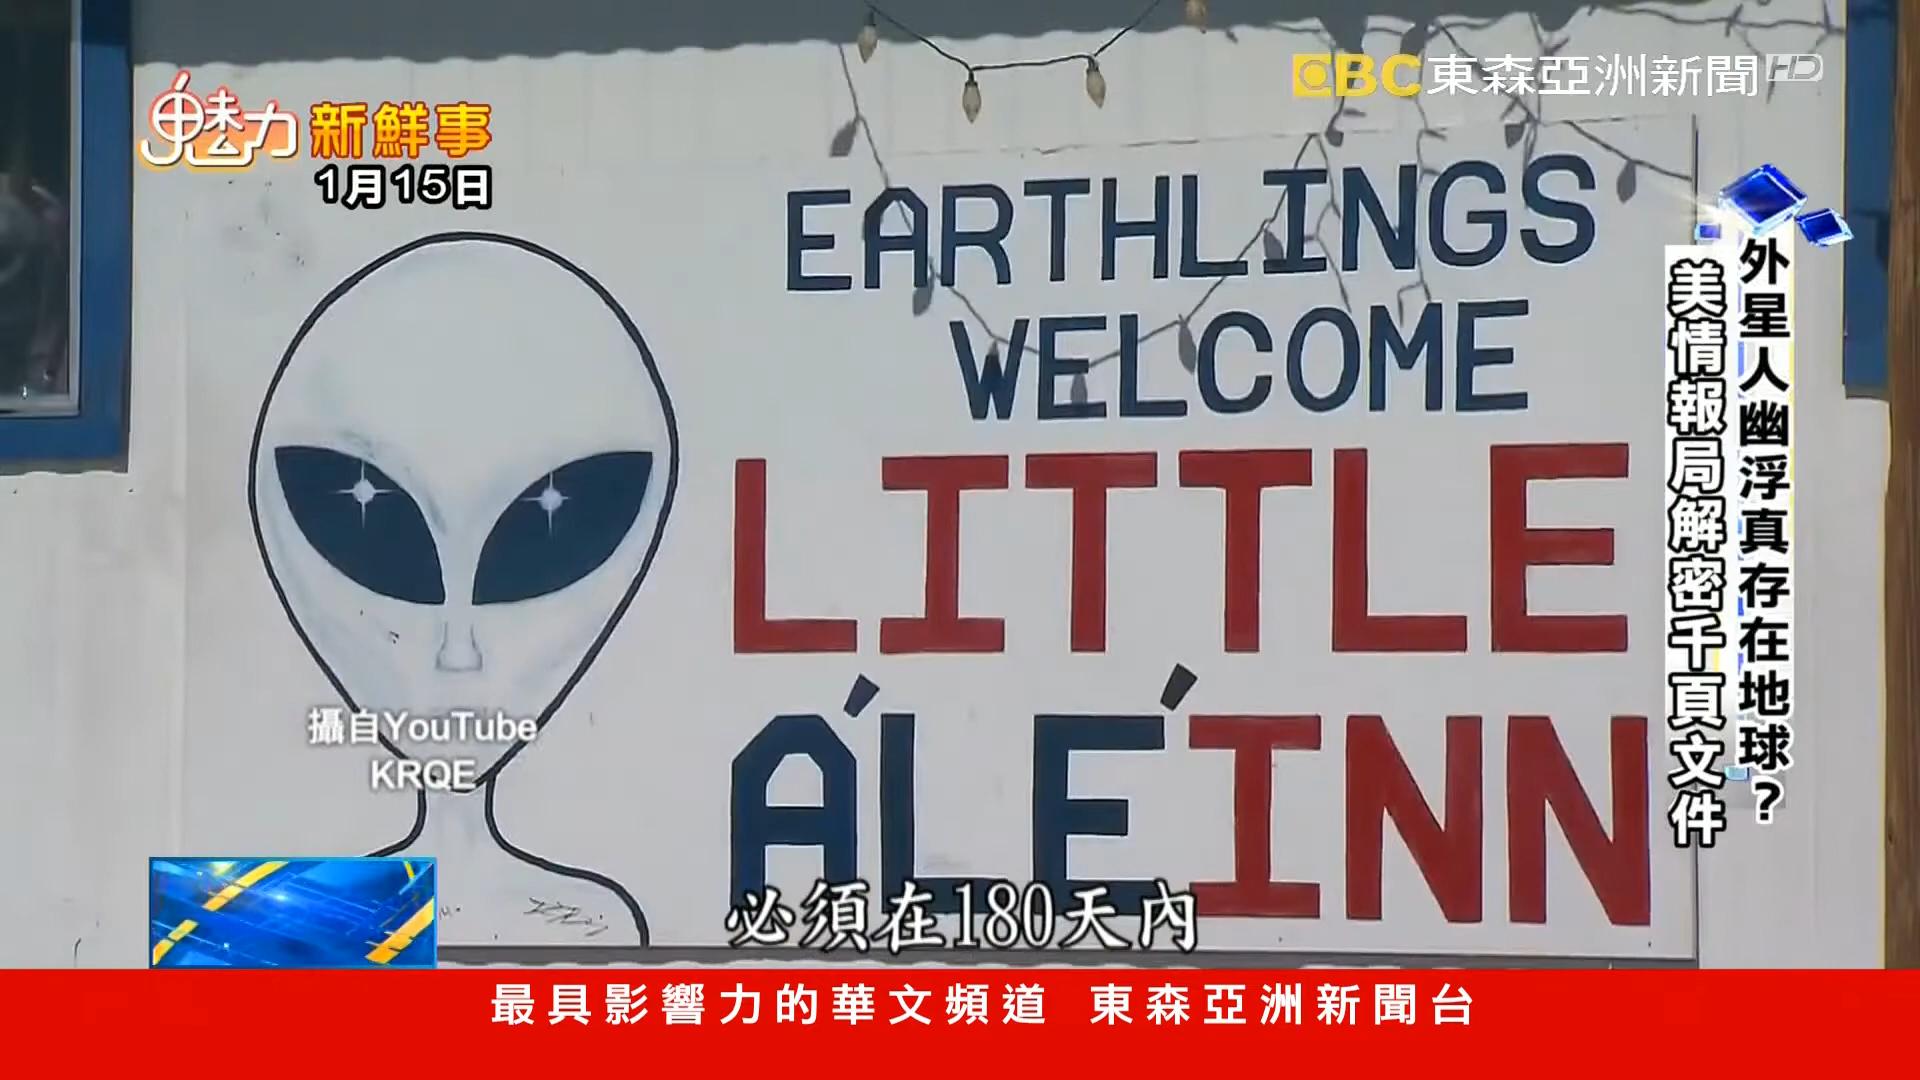 EBC東森亞洲新聞HD
魅力新鮮事
1月15日
EARTHLINGS
WELCOME
LITTLE
A'LE'INN
外星人幽浮真存在地球？
美情報局解密千頁文件
攝自YouTube
KRQE
必須在180天內
最具影響力的華文頻道 東森亞洲新聞台